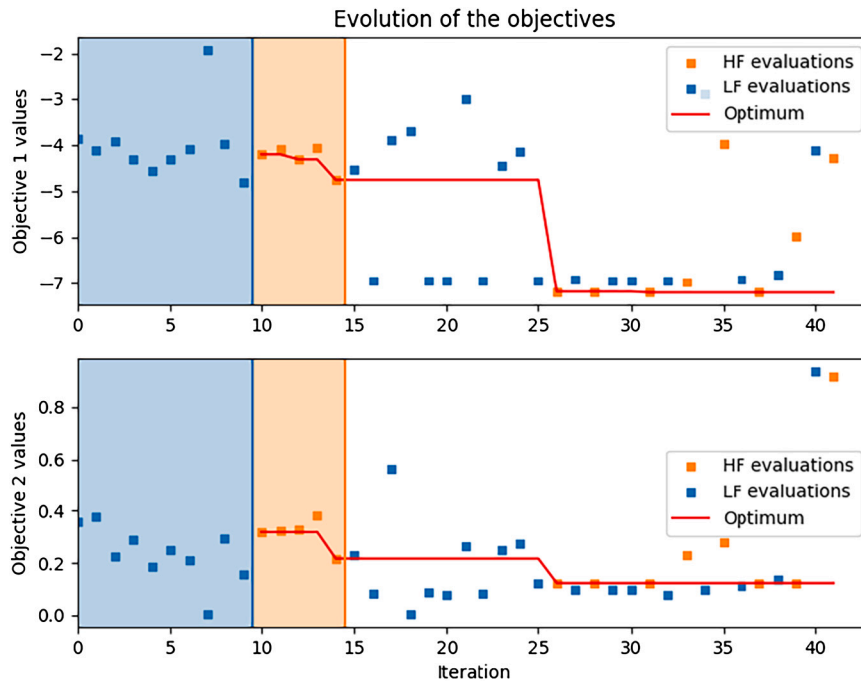 Evolution of the objectives
Objective 1 values
−2
−3
−4
−5
−6
−7
HF evaluations
LF evaluations
Optimum
0 5 10 15 20 25 30 35 40
Objective 2 values
0.8
0.6
0.4
0.2
0.0
HF evaluations
LF evaluations
Optimum
0 5 10 15 20 25 30 35 40
Iteration